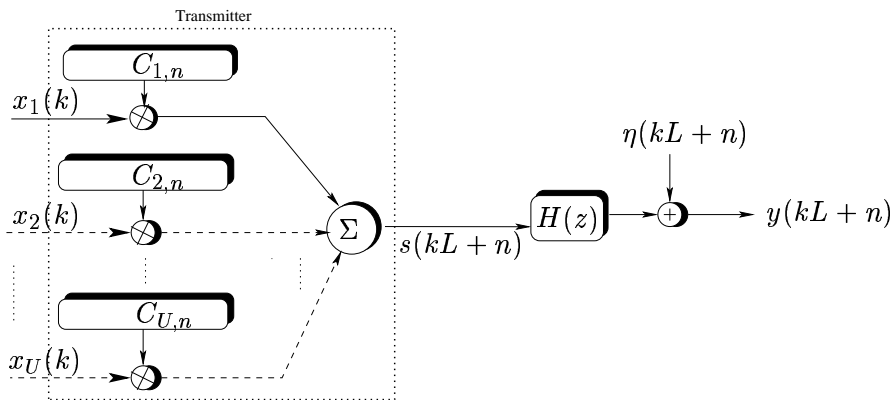 Transmitter
C_{1,n}
x_1(k)
η(kL + n)
C_{2,n}
x_2(k)
Σ
H(z)
+
y(kL + n)
s(kL + n)
C_{U,n}
x_U(k)